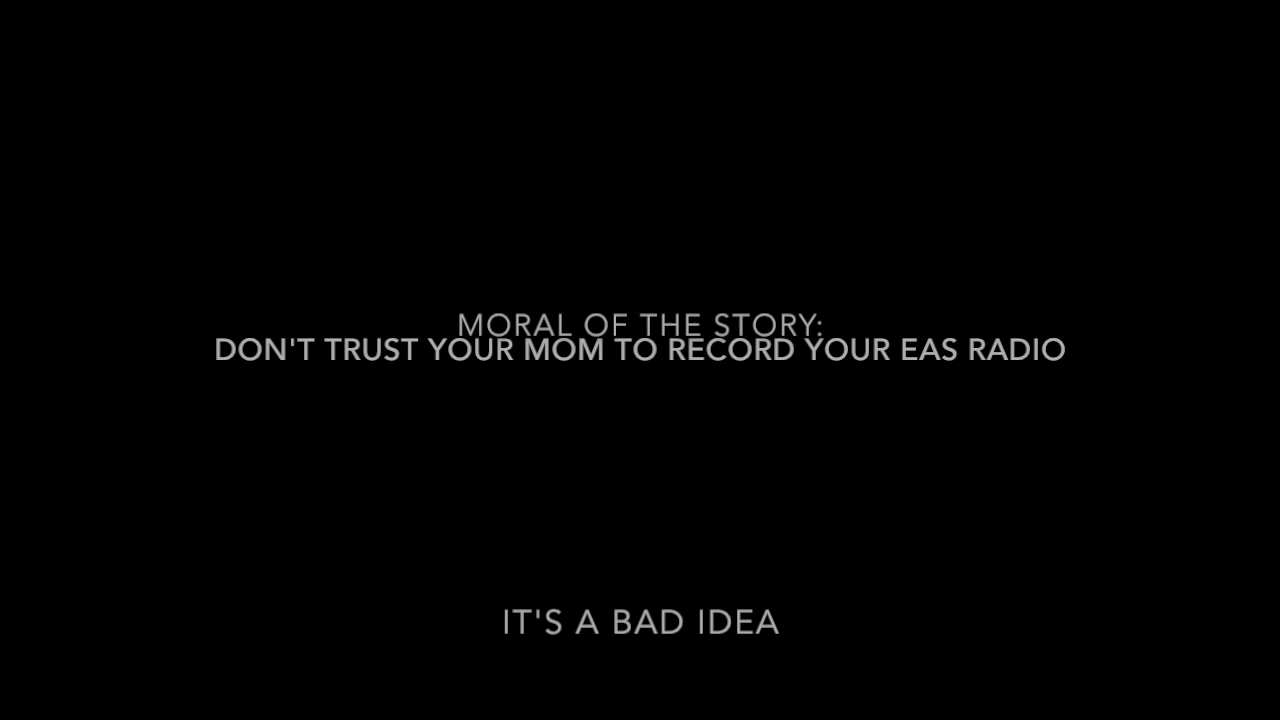 MORAL OF THE STORY:
DON'T TRUST YOUR MOM TO RECORD YOUR EAS RADIO
IT'S A BAD IDEA